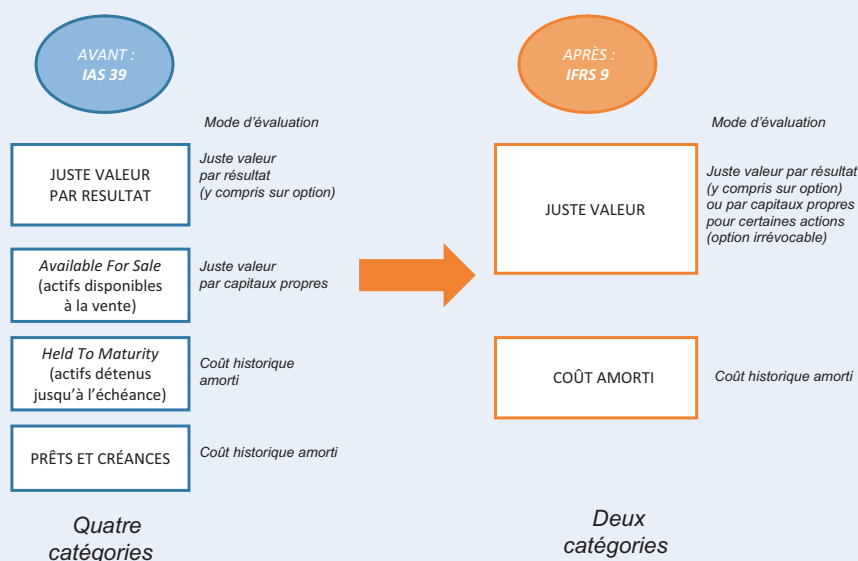 AVANT :
IAS 39
Mode d'évaluation
JUSTE VALEUR
PAR RESULTAT
Juste valeur
par résultat
(y compris sur option)
Available For Sale
(actifs disponibles
à la vente)
Juste valeur
par capitaux propres
Held To Maturity
(actifs détenus
jusqu'à l'échéance)
Coût historique
amorti
PRÊTS ET CRÉANCES
Coût historique amorti
Quatre
catégories
APRÈS :
IFRS 9
Mode d'évaluation
JUSTE VALEUR
Juste valeur par résultat
(y compris sur option)
ou par capitaux propres
pour certaines actions
(option irrévocable)
COÛT AMORTI
Coût historique amorti
Deux
catégories